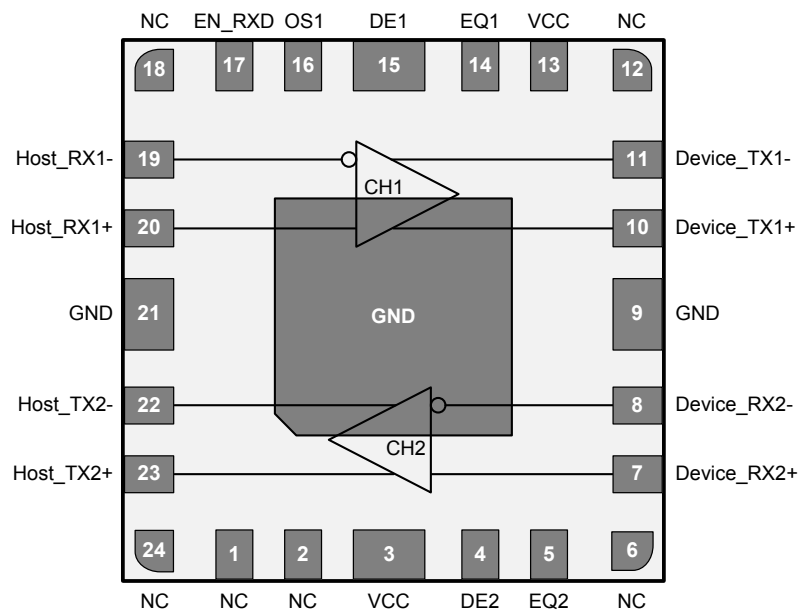 NC EN_RXD OS1 DE1 EQ1 VCC NC
18 17 16 15 14 13 12
Host_RX1- 19 11 Device_TX1-
CH1
Host_RX1+ 20 10 Device_TX1+
GND 21 GND 9 GND
Host_TX2- 22 8 Device_RX2-
CH2
Host_TX2+ 23 7 Device_RX2+
24 1 2 3 4 5 6
NC NC NC VCC DE2 EQ2 NC